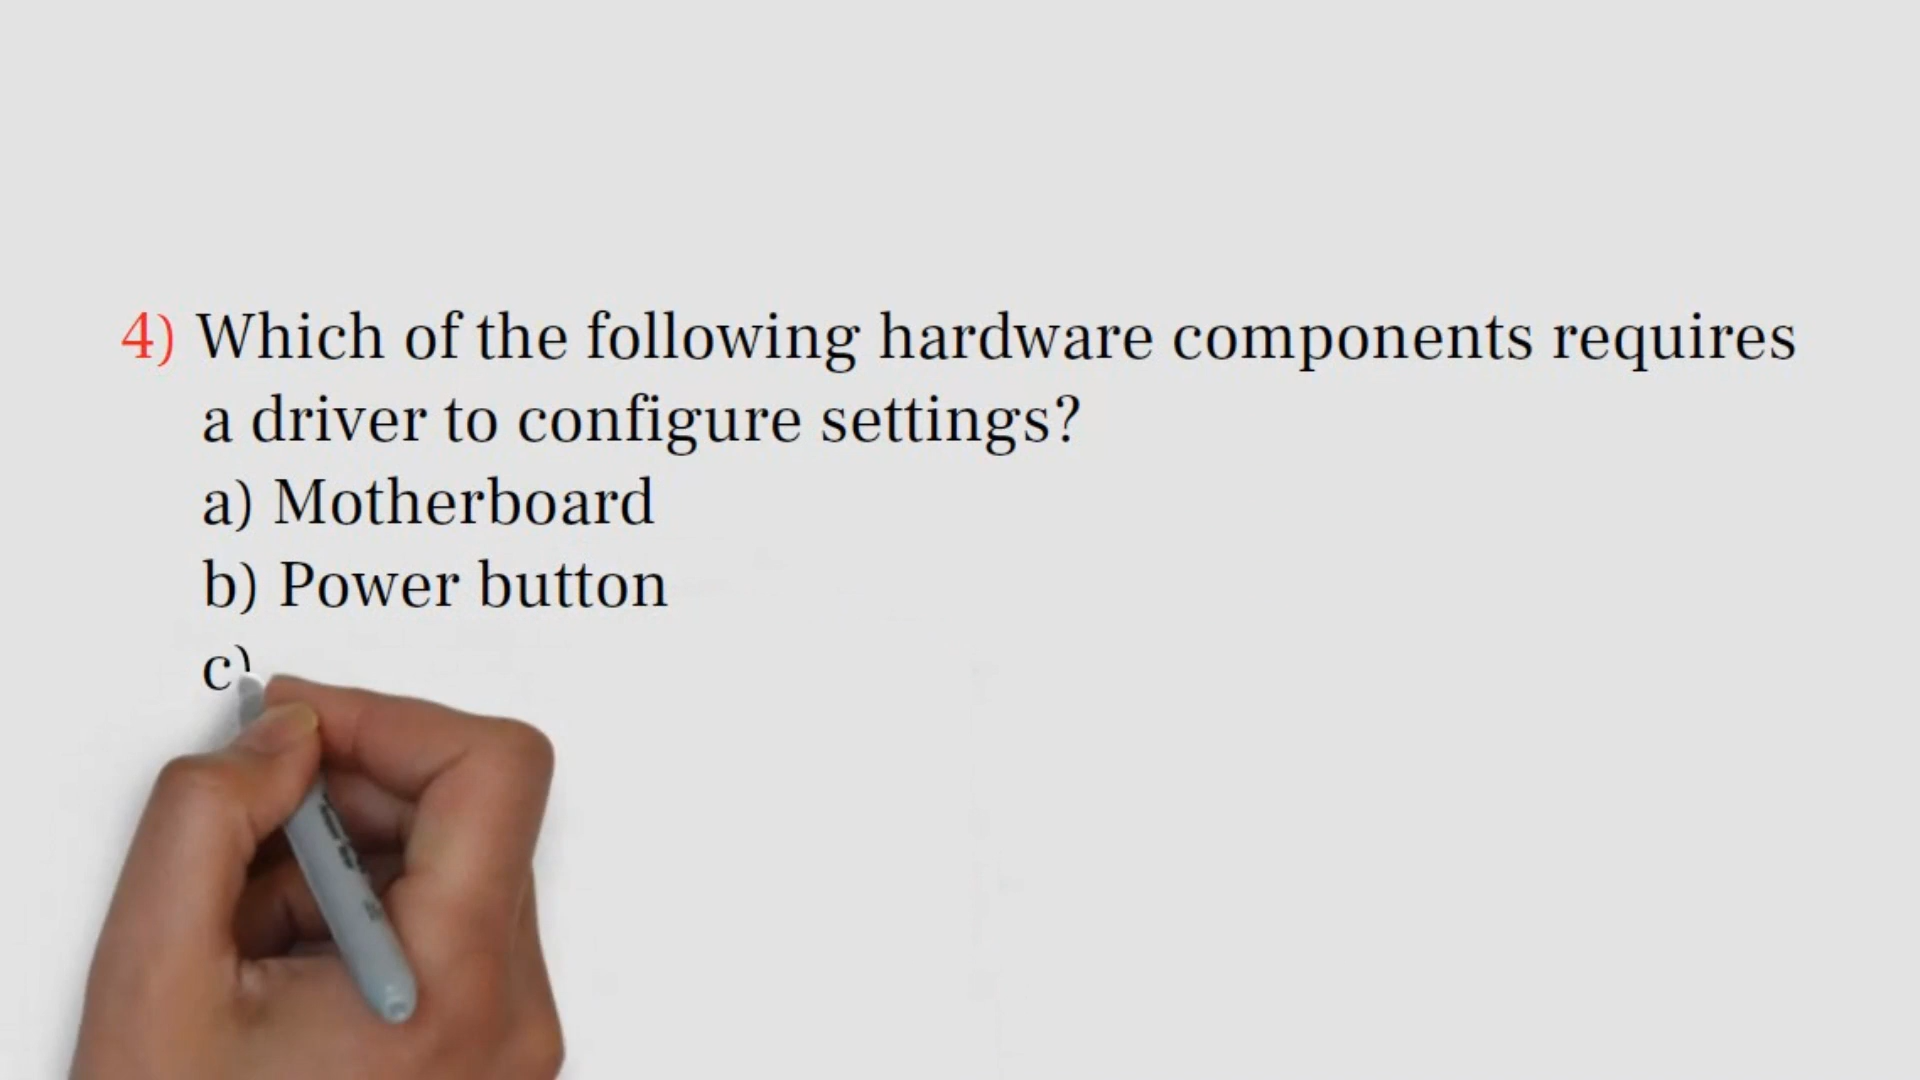 4) Which of the following hardware components requires
a driver to configure settings?
a) Motherboard
b) Power button
c)